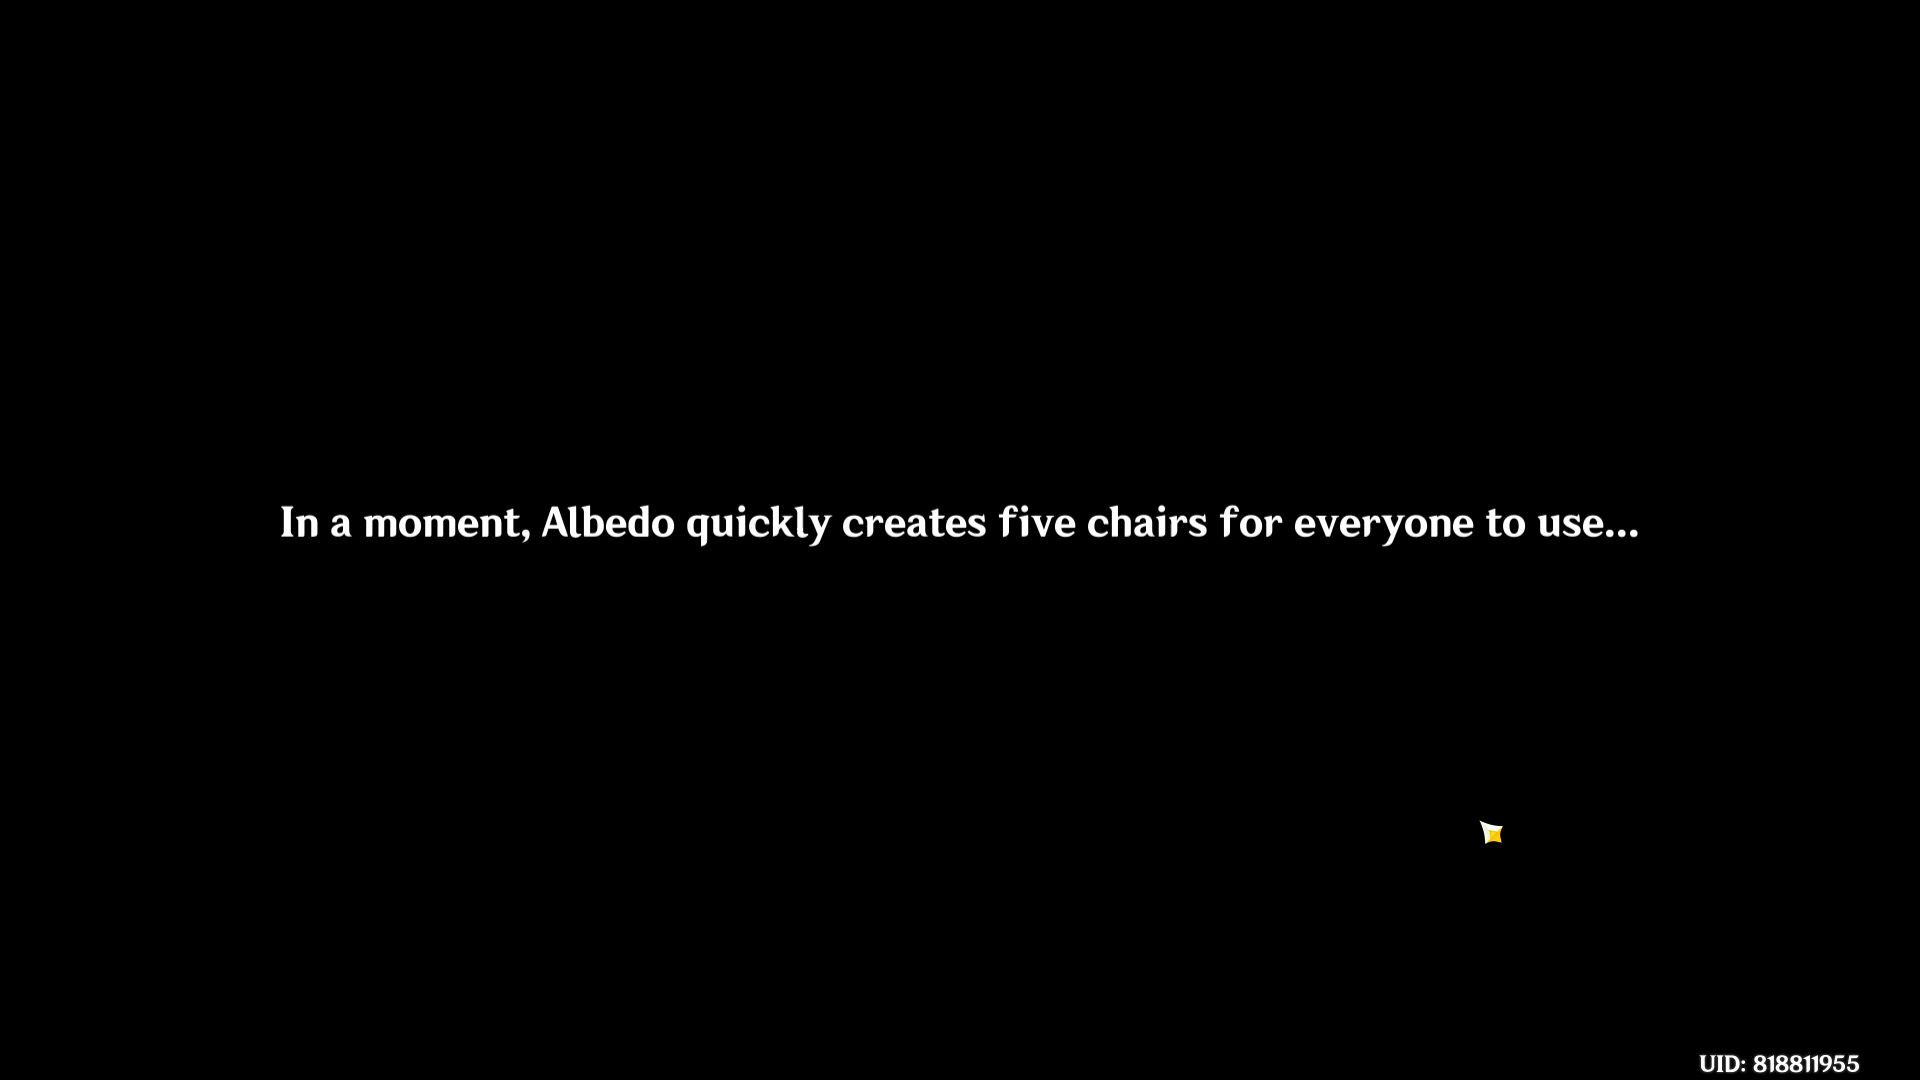 In a moment, Albedo quickly creates five chairs for everyone to use...
UID: 818811955